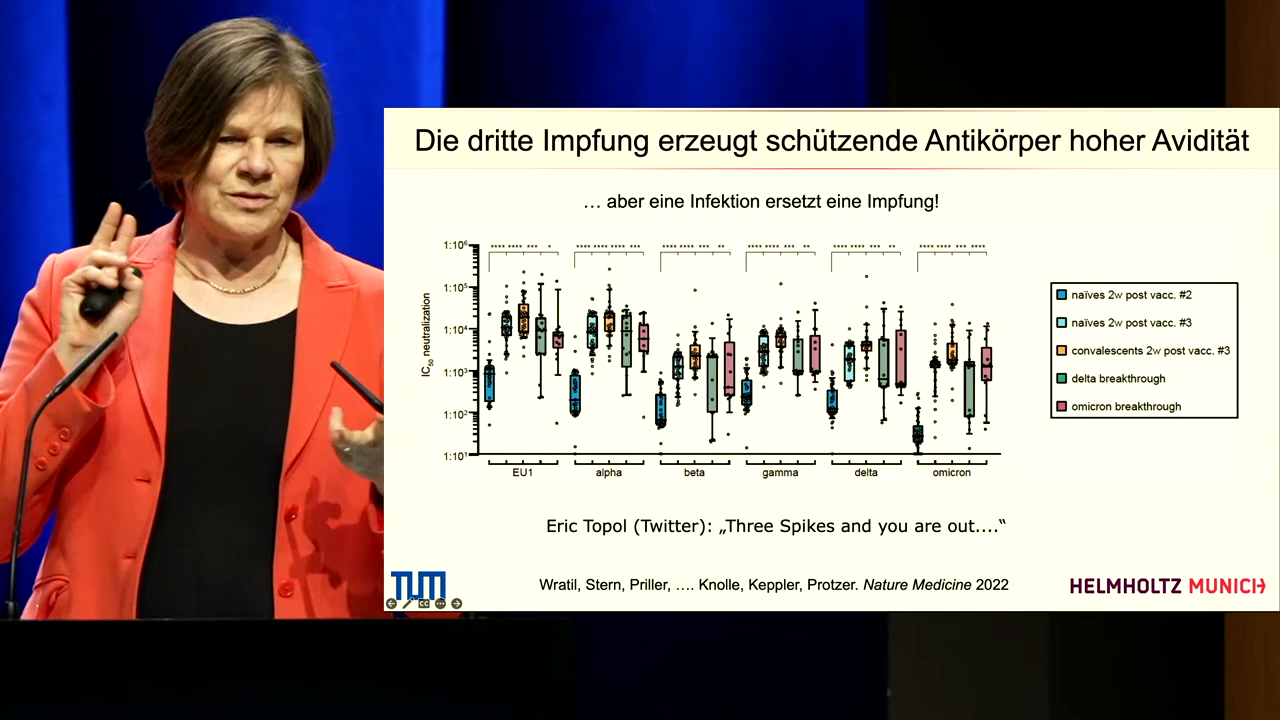 Die dritte Impfung erzeugt schützende Antikörper hoher Avidität
… aber eine Infektion ersetzt eine Impfung!
**** **** *** * **** **** **** *** **** **** *** ** **** **** *** ** **** **** *** ** **** **** *** ****
IC50 neutralization
1:10⁶
1:10⁵
1:10⁴
1:10³
1:10²
1:10¹
EU1 alpha beta gamma delta omicron
naïves 2w post vacc. #2
naïves 2w post vacc. #3
convalescents 2w post vacc. #3
delta breakthrough
omicron breakthrough
Eric Topol (Twitter): „Three Spikes and you are out....“
TUM
Wratil, Stern, Priller, …. Knolle, Keppler, Protzer. Nature Medicine 2022
HELMHOLTZ MUNICH